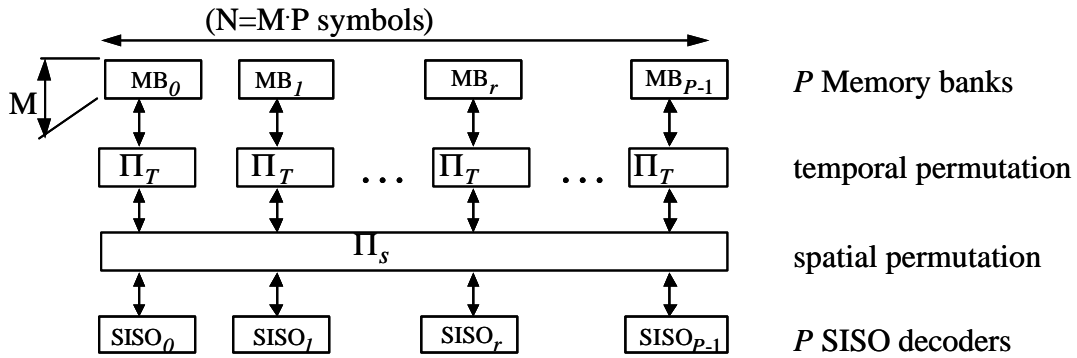 (N=M·P symbols)
M
MB0 MB1 MBr MBP-1 P Memory banks
ΠT ΠT ... ΠT ... ΠT temporal permutation
Πs spatial permutation
SISO0 SISO1 SISOr SISOP-1 P SISO decoders